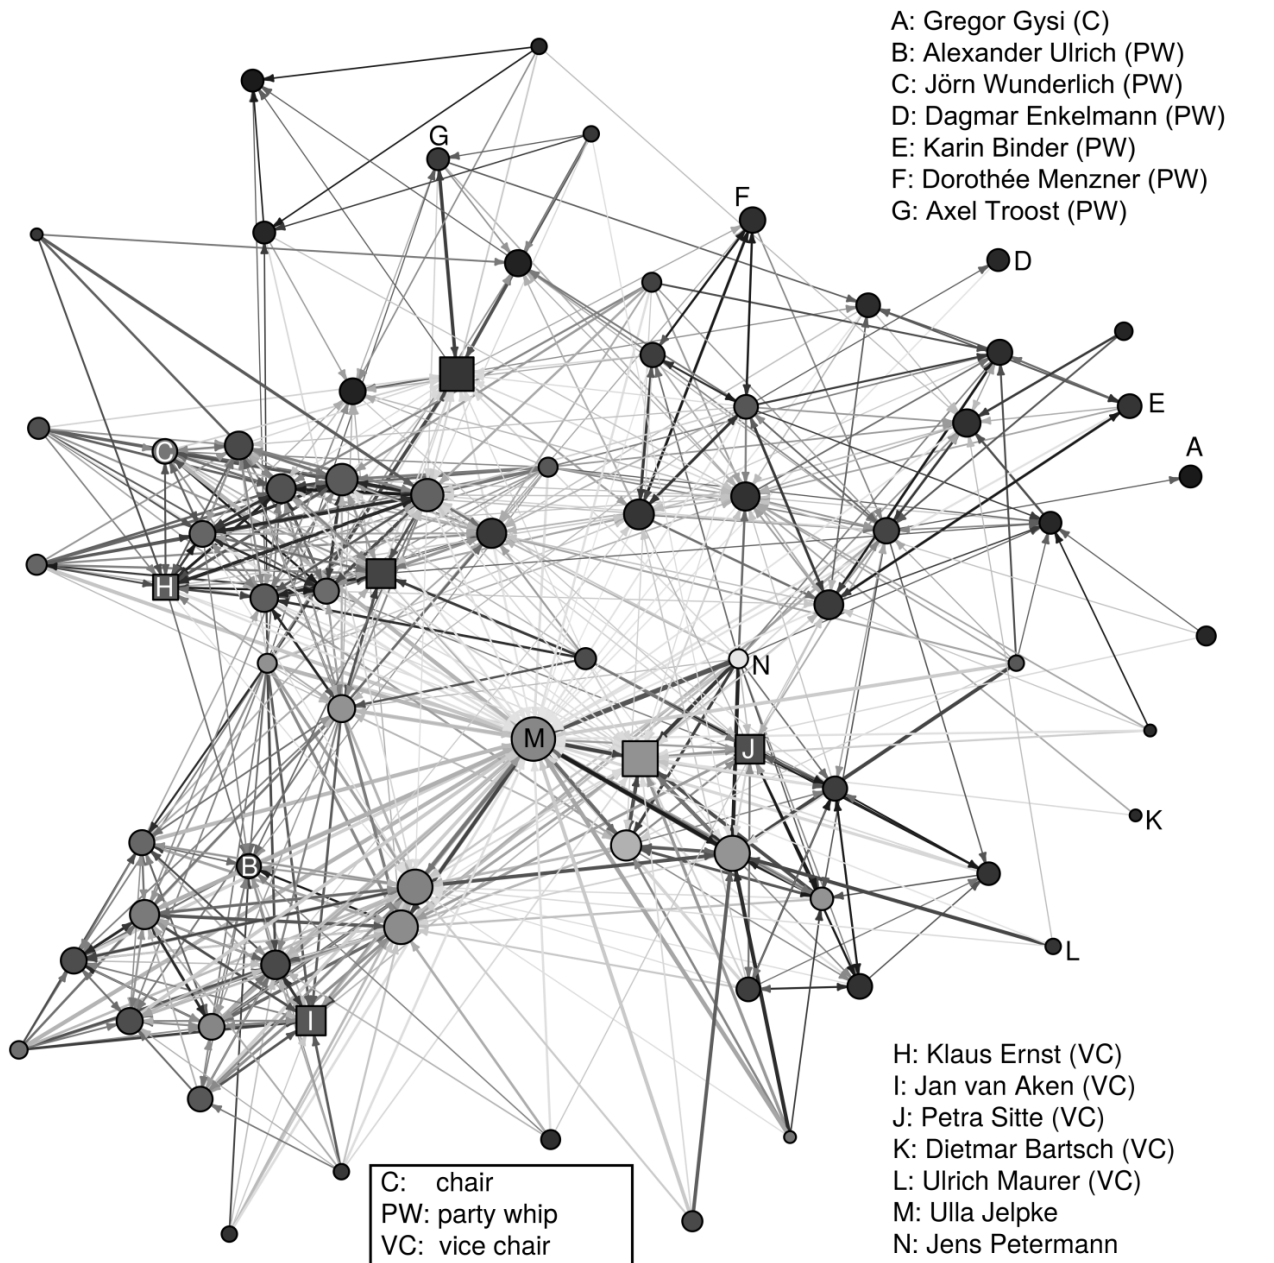 A: Gregor Gysi (C)
B: Alexander Ulrich (PW)
C: Jörn Wunderlich (PW)
D: Dagmar Enkelmann (PW)
E: Karin Binder (PW)
F: Dorothée Menzner (PW)
G: Axel Troost (PW)
G
F
D
E
A
C
H
N
M
J
K
B
L
I
H: Klaus Ernst (VC)
I: Jan van Aken (VC)
J: Petra Sitte (VC)
K: Dietmar Bartsch (VC)
L: Ulrich Maurer (VC)
M: Ulla Jelpke
N: Jens Petermann
C: chair
PW: party whip
VC: vice chair